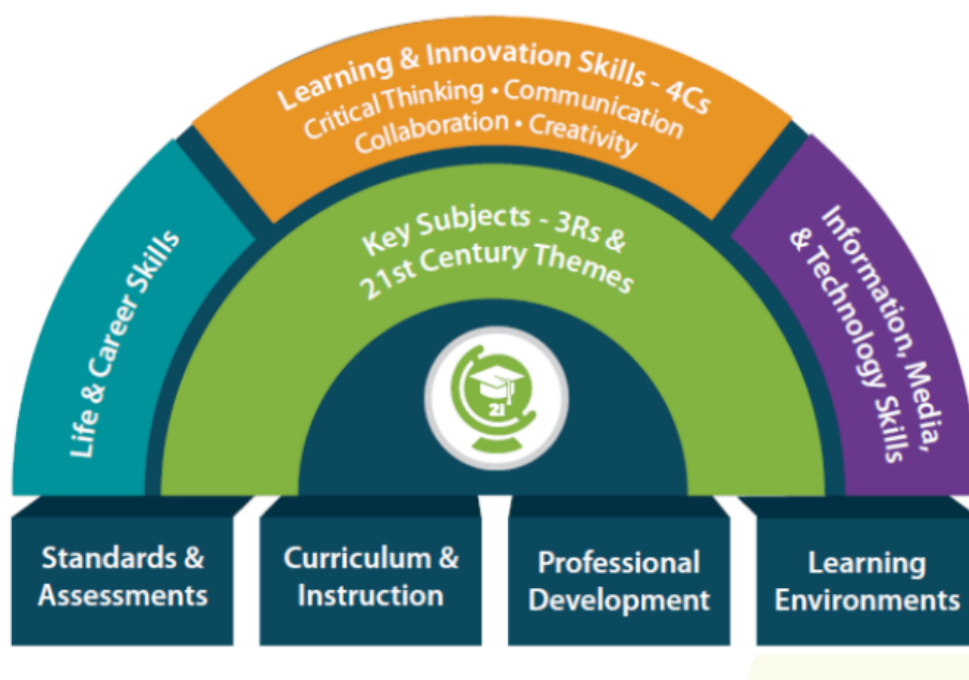 Learning & Innovation Skills - 4Cs
Critical Thinking • Communication
Collaboration • Creativity
Life & Career Skills
Key Subjects - 3Rs &
21st Century Themes
Information, Media,
& Technology Skills
21
Standards &
Assessments
Curriculum &
Instruction
Professional
Development
Learning
Environments